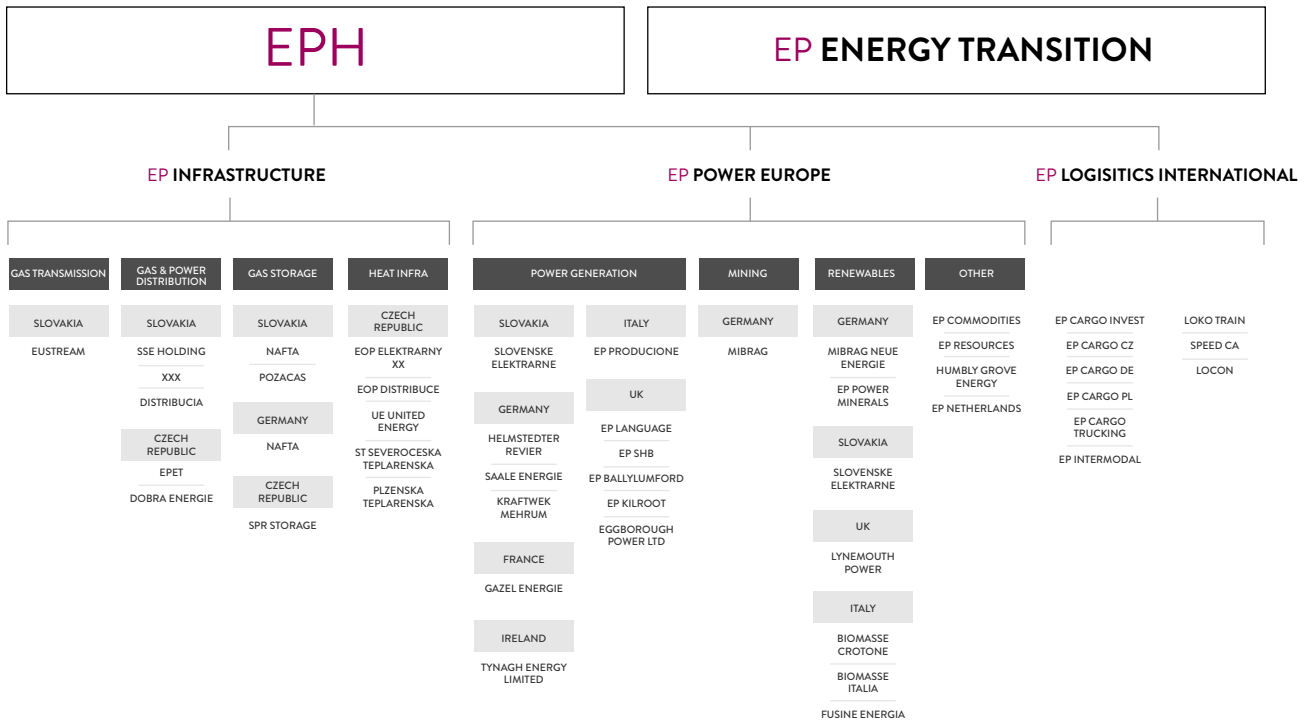 EPH
EP ENERGY TRANSITION
EP INFRASTRUCTURE
EP POWER EUROPE
EP LOGISITICS INTERNATIONAL
GAS TRANSMISSION
SLOVAKIA
EUSTREAM
GAS & POWER
DISTRIBUTION
SLOVAKIA
SSE HOLDING
XXX
DISTRIBUCIA
CZECH
REPUBLIC
EPET
DOBRA ENERGIE
GAS STORAGE
SLOVAKIA
NAFTA
POZACAS
GERMANY
NAFTA
CZECH
REPUBLIC
SPR STORAGE
HEAT INFRA
CZECH
REPUBLIC
EOP ELEKTRARNY
XX
EOP DISTRIBUCE
UE UNITED
ENERGY
ST SEVEROCESKA
TEPLARENSKA
PLZENSKA
TEPLARENSKA
POWER GENERATION
SLOVAKIA
SLOVENSKE
ELEKTRARNE
GERMANY
HELMSTEDTER
REVIER
SAALE ENERGIE
KRAFTWEK
MEHRUM
FRANCE
GAZEL ENERGIE
IRELAND
TYNAGH ENERGY
LIMITED
ITALY
EP PRODUCIONE
UK
EP LANGUAGE
EP SHB
EP BALLYLUMFORD
EP KILROOT
EGGBOROUGH
POWER LTD
MINING
GERMANY
MIBRAG
RENEWABLES
GERMANY
MIBRAG NEUE
ENERGIE
EP POWER
MINERALS
SLOVAKIA
SLOVENSKE
ELEKTRARNE
UK
LYNEMOUTH
POWER
ITALY
BIOMASSE
CROTONE
BIOMASSE
ITALIA
FUSINE ENERGIA
OTHER
EP COMMODITIES
EP RESOURCES
HUMBLY GROVE
ENERGY
EP NETHERLANDS
EP CARGO INVEST
EP CARGO CZ
EP CARGO DE
EP CARGO PL
EP CARGO
TRUCKING
EP INTERMODAL
LOKO TRAIN
SPEED CA
LOCON